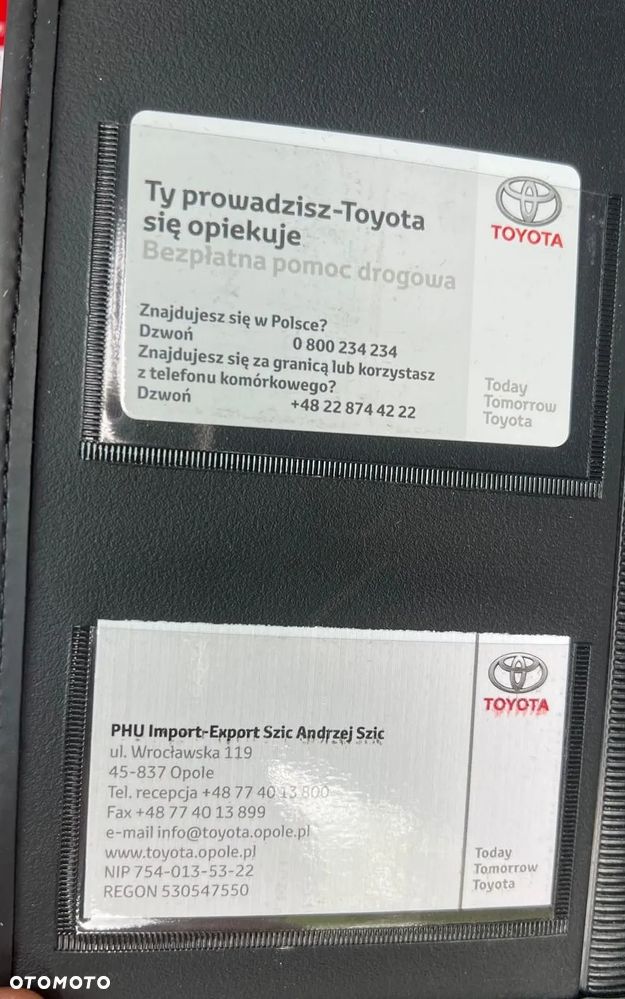 Ty prowadzisz-Toyota
się opiekuje
Bezpłatna pomoc drogowa
Znajdujesz się w Polsce?
Dzwoń 0 800 234 234
Znajdujesz się za granicą lub korzystasz
z telefonu komórkowego?
Dzwoń +48 22 874 42 22
TOYOTA
Today
Tomorrow
Toyota
PHU Import-Export Szic Andrzej Szic
ul. Wrocławska 119
45-837 Opole
Tel. recepcja +48 77 40 13 800
Fax +48 77 40 13 899
e-mail info@toyota.opole.pl
www.toyota.opole.pl
NIP 754-013-53-22
REGON 530547550
TOYOTA
Today
Tomorrow
Toyota
OTOMOTO